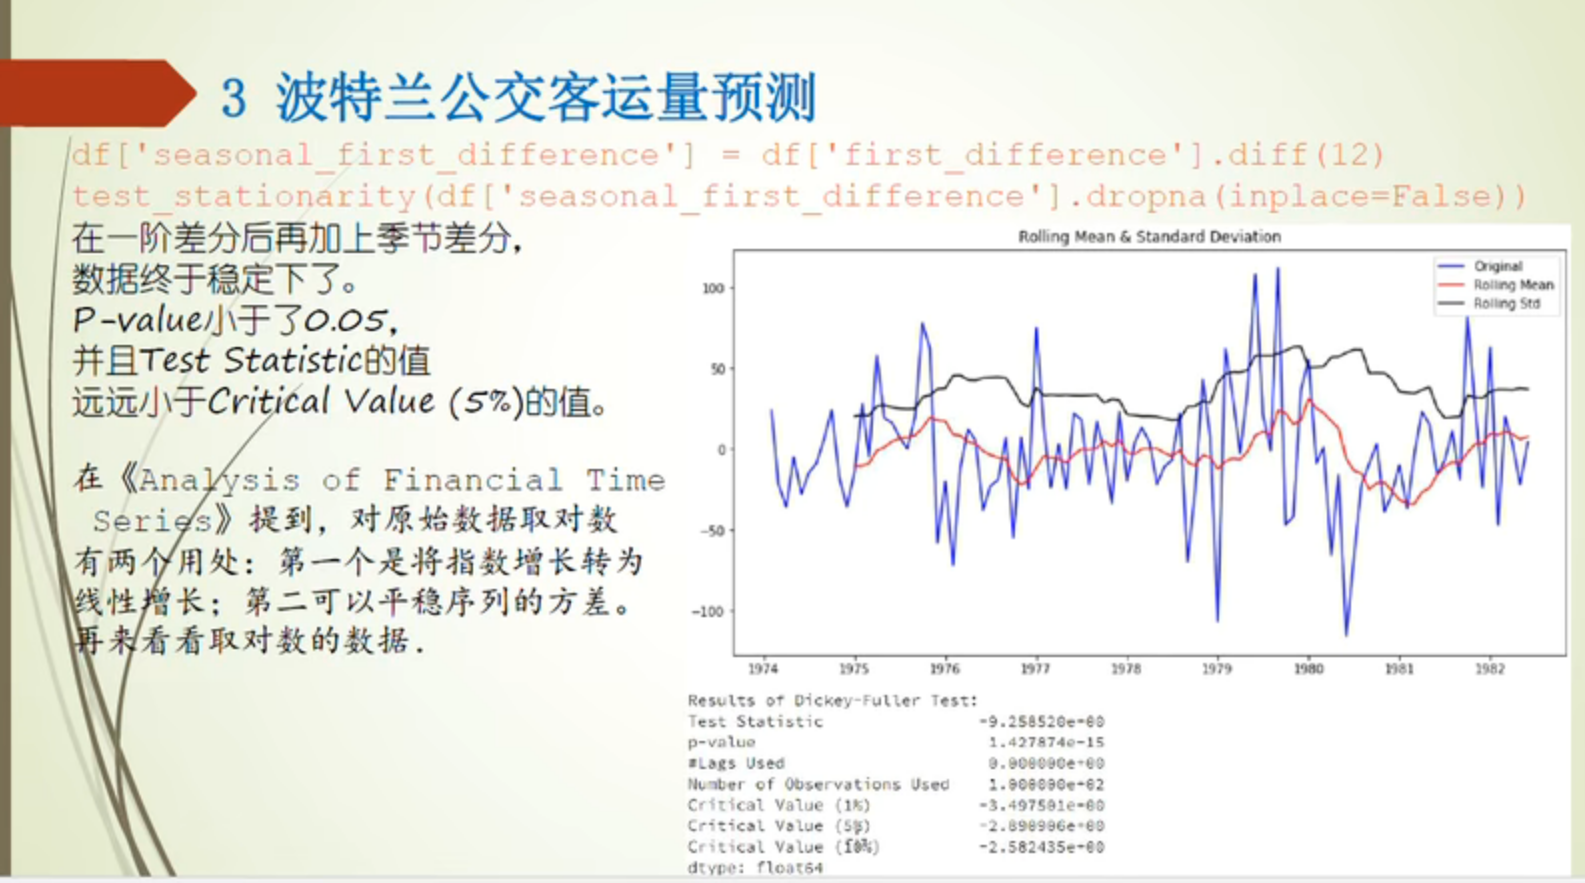 3 波特兰公交客运量预测
df['seasonal_first_difference'] = df['first_difference'].diff(12)
test_stationarity(df['seasonal_first_difference'].dropna(inplace=False))
在一阶差分后再加上季节差分，
数据终于稳定下了。
P-value小于了0.05，
并且Test Statistic的值
远远小于Critical Value (5%)的值。
在《Analysis of Financial Time
Series》提到，对原始数据取对数
有两个用处：第一个是将指数增长转为
线性增长；第二可以平稳序列的方差。
再来看看取对数的数据.
Rolling Mean & Standard Deviation
Original
Rolling Mean
Rolling Std
100
50
0
−50
−100
1974 1975 1976 1977 1978 1979 1980 1981 1982
Results of Dickey-Fuller Test:
Test Statistic -9.258520e+00
p-value 1.427874e-15
#Lags Used 0.000000e+00
Number of Observations Used 1.000000e+02
Critical Value (1%) -3.497501e+00
Critical Value (5%) -2.890906e+00
Critical Value (10%) -2.582435e+00
dtype: float64